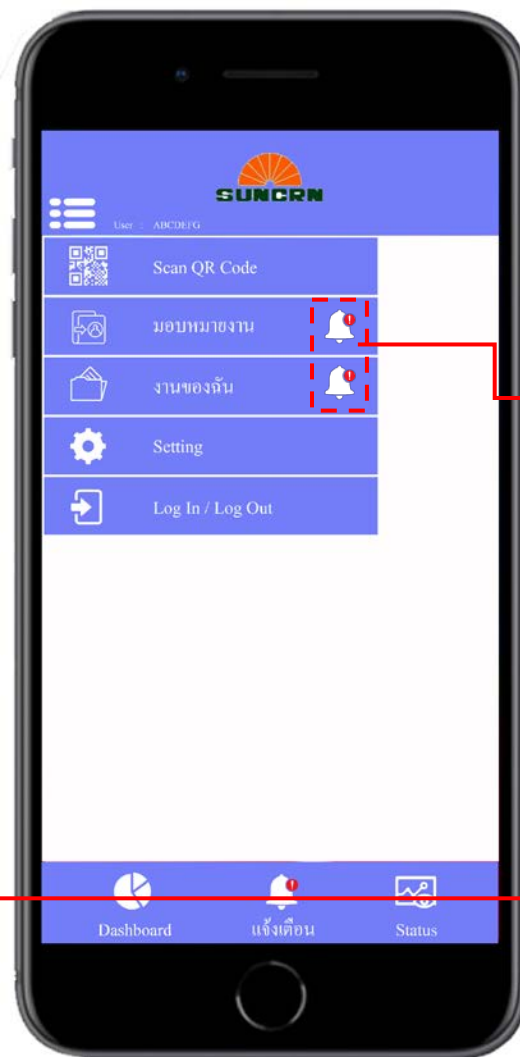 SUNCRN
User : ABCDEFG
Scan QR Code
มอบหมายงาน
งานของฉัน
Setting
Log In / Log Out
Dashboard
แจ้งเตือน
Status